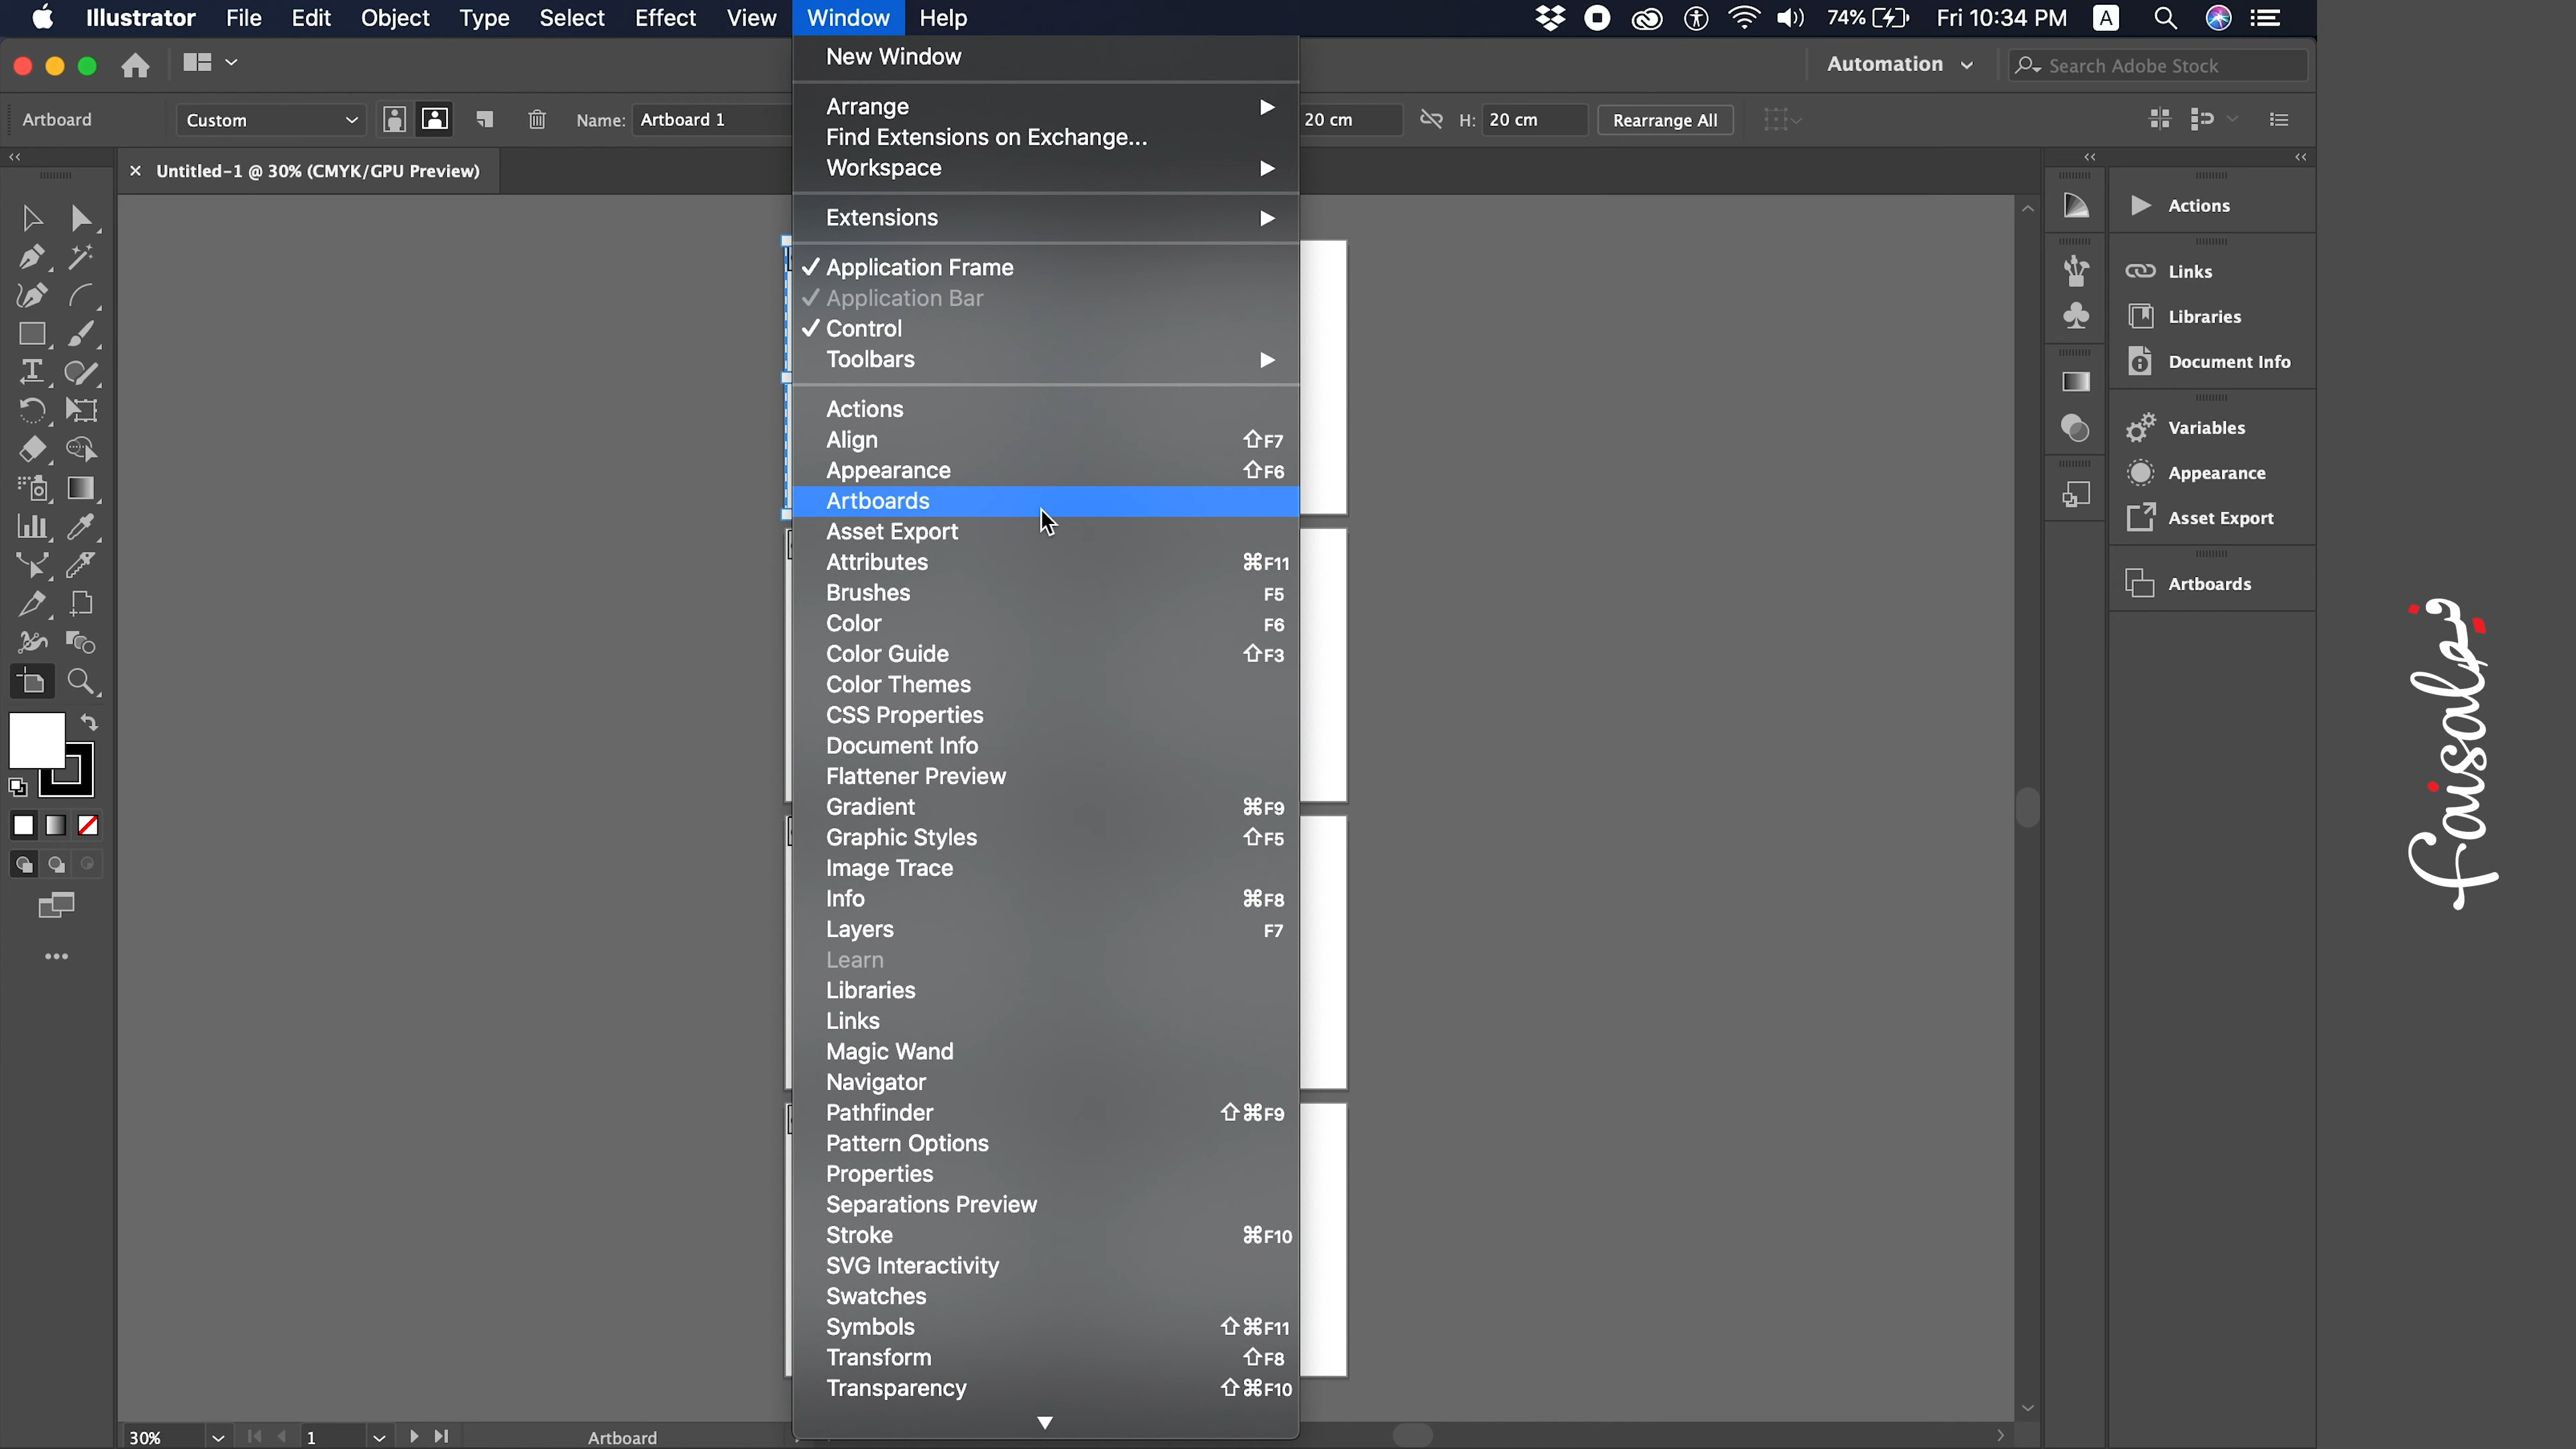 Illustrator File Edit Object Type Select Effect View Window Help
74% Fri 10:34 PM A
Automation
Search Adobe Stock
Artboard Custom Name: Artboard 1 20 cm H: 20 cm Rearrange All
Untitled-1 @ 30% (CMYK/GPU Preview)
New Window
Arrange
Find Extensions on Exchange...
Workspace
Extensions
Application Frame
Application Bar
Control
Toolbars
Actions
Align ⇧F7
Appearance ⇧F6
Artboards
Asset Export
Attributes ⌘F11
Brushes F5
Color F6
Color Guide ⇧F3
Color Themes
CSS Properties
Document Info
Flattener Preview
Gradient ⌘F9
Graphic Styles ⇧F5
Image Trace
Info ⌘F8
Layers F7
Learn
Libraries
Links
Magic Wand
Navigator
Pathfinder ⇧⌘F9
Pattern Options
Properties
Separations Preview
Stroke ⌘F10
SVG Interactivity
Swatches
Symbols ⇧⌘F11
Transform ⇧F8
Transparency ⇧⌘F10
Actions
Links
Libraries
Document Info
Variables
Appearance
Asset Export
Artboards
30% 1 Artboard